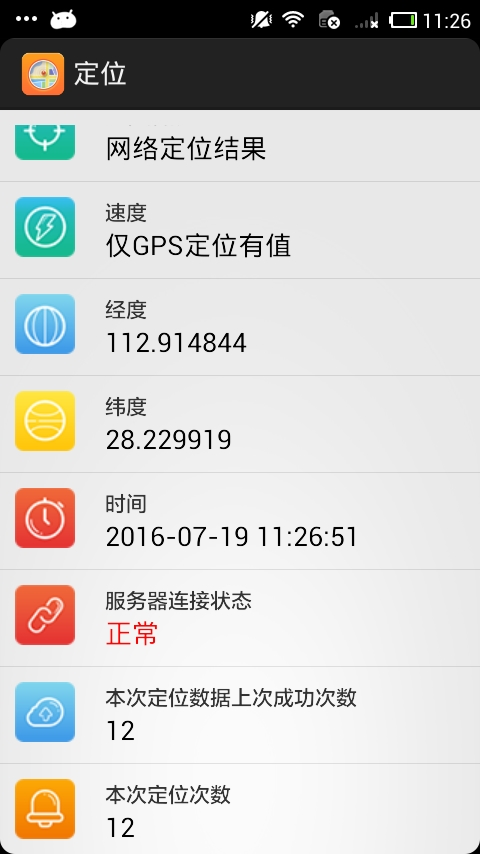 11:26
定位
网络定位结果
速度
仅GPS定位有值
经度
112.914844
纬度
28.229919
时间
2016-07-19 11:26:51
服务器连接状态
正常
本次定位数据上次成功次数
12
本次定位次数
12